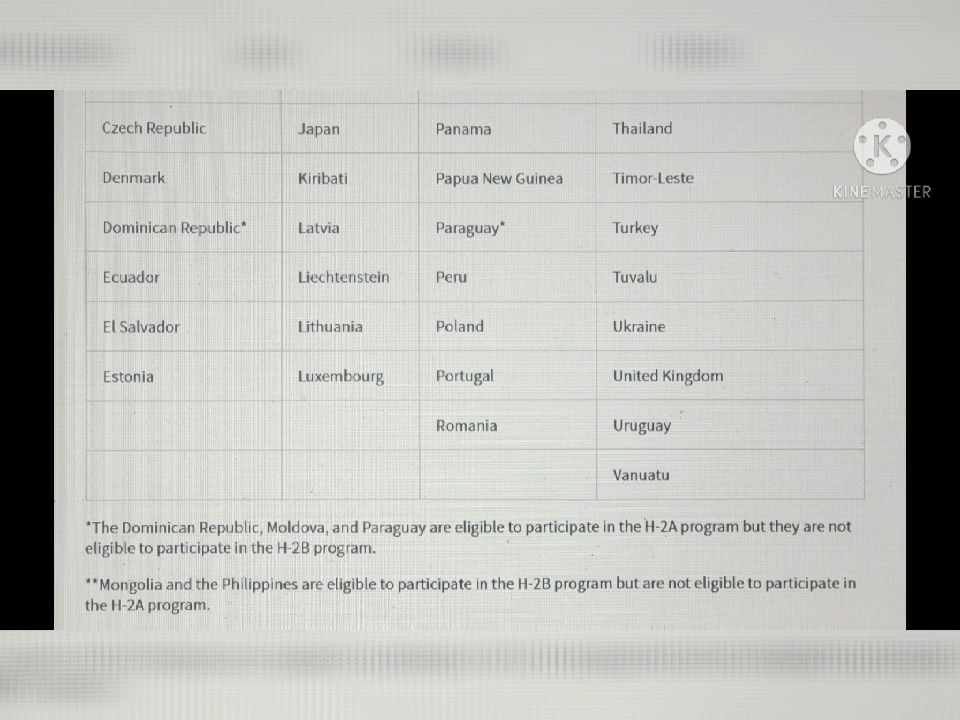 Czech Republic Japan Panama Thailand
Denmark Kiribati Papua New Guinea Timor-Leste
Dominican Republic* Latvia Paraguay* Turkey
Ecuador Liechtenstein Peru Tuvalu
El Salvador Lithuania Poland Ukraine
Estonia Luxembourg Portugal United Kingdom
Romania Uruguay
Vanuatu
*The Dominican Republic, Moldova, and Paraguay are eligible to participate in the H-2A program but they are not
eligible to participate in the H-2B program.
**Mongolia and the Philippines are eligible to participate in the H-2B program but are not eligible to participate in
the H-2A program.
K
KINEMASTER